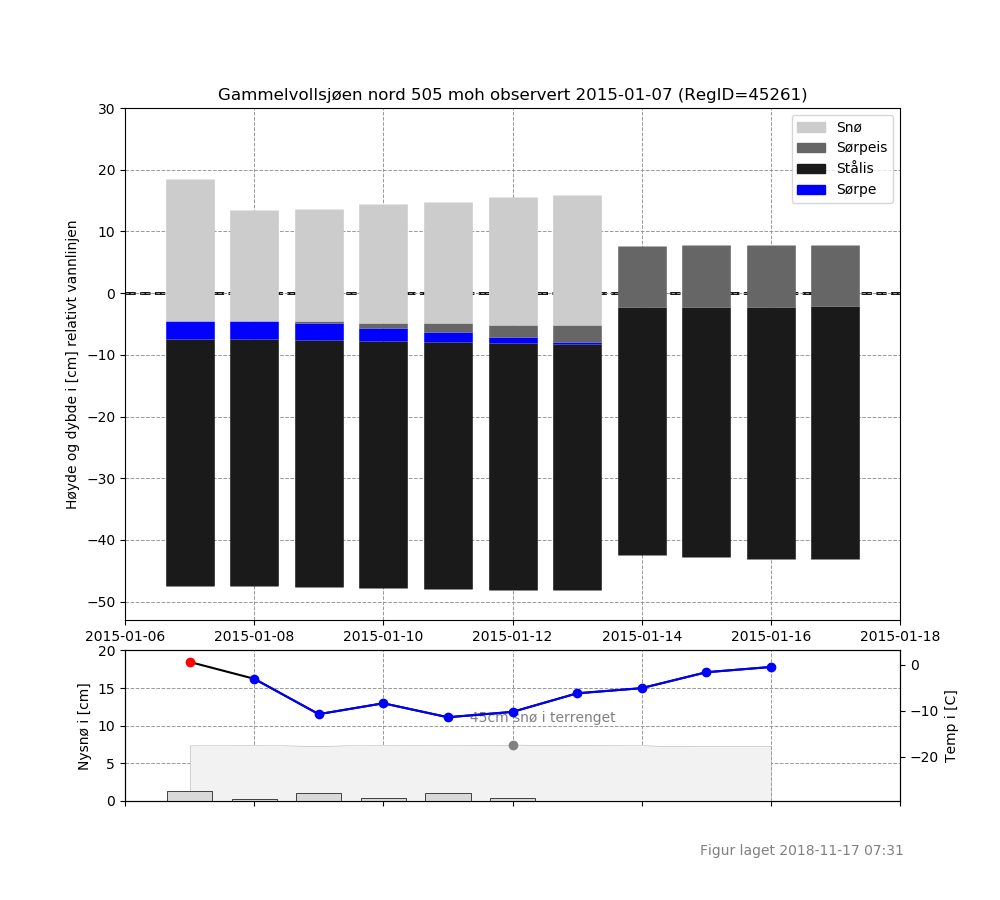 Gammelvollsjøen nord 505 moh observert 2015-01-07 (RegID=45261)
30
20
10
0
−10
−20
−30
−40
−50
Høyde og dybde i [cm] relativt vannlinjen
Snø
Sørpeis
Stålis
Sørpe
2015-01-06
2015-01-08
2015-01-10
2015-01-12
2015-01-14
2015-01-16
2015-01-18
20
15
10
5
0
Nysnø i [cm]
45cm snø i terrenget
0
−10
−20
Temp i [C]
Figur laget 2018-11-17 07:31